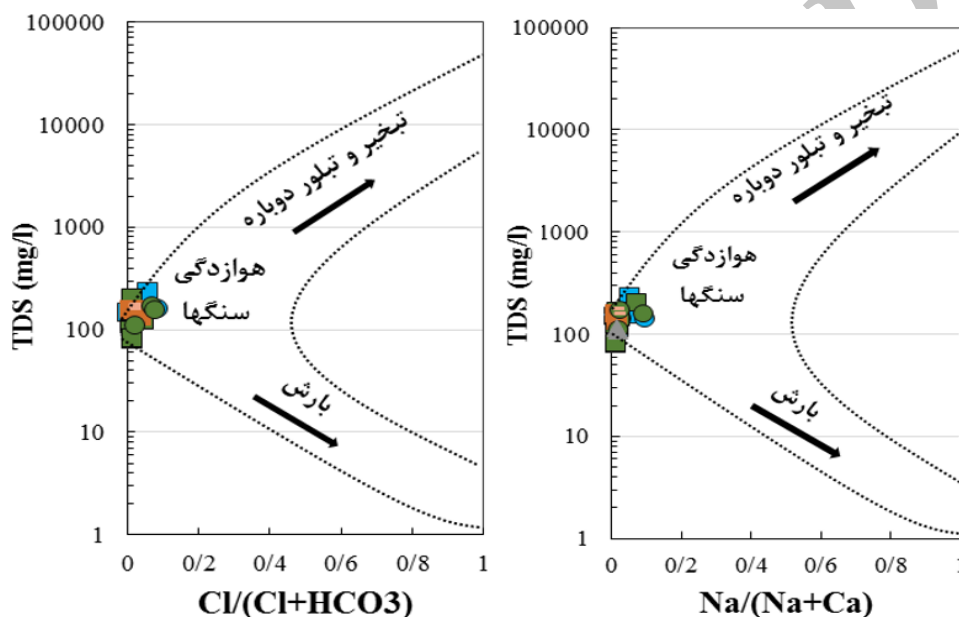 100000
10000
1000
100
10
1
TDS (mg/l)
تبخیر و تبلور دوباره
هوازدگی
سنگها
بارش
0 0/2 0/4 0/6 0/8 1
Cl/(Cl+HCO3)
100000
10000
1000
100
10
1
TDS (mg/l)
تبخیر و تبلور دوباره
هوازدگی
سنگها
بارش
0 0/2 0/4 0/6 0/8 1
Na/(Na+Ca)